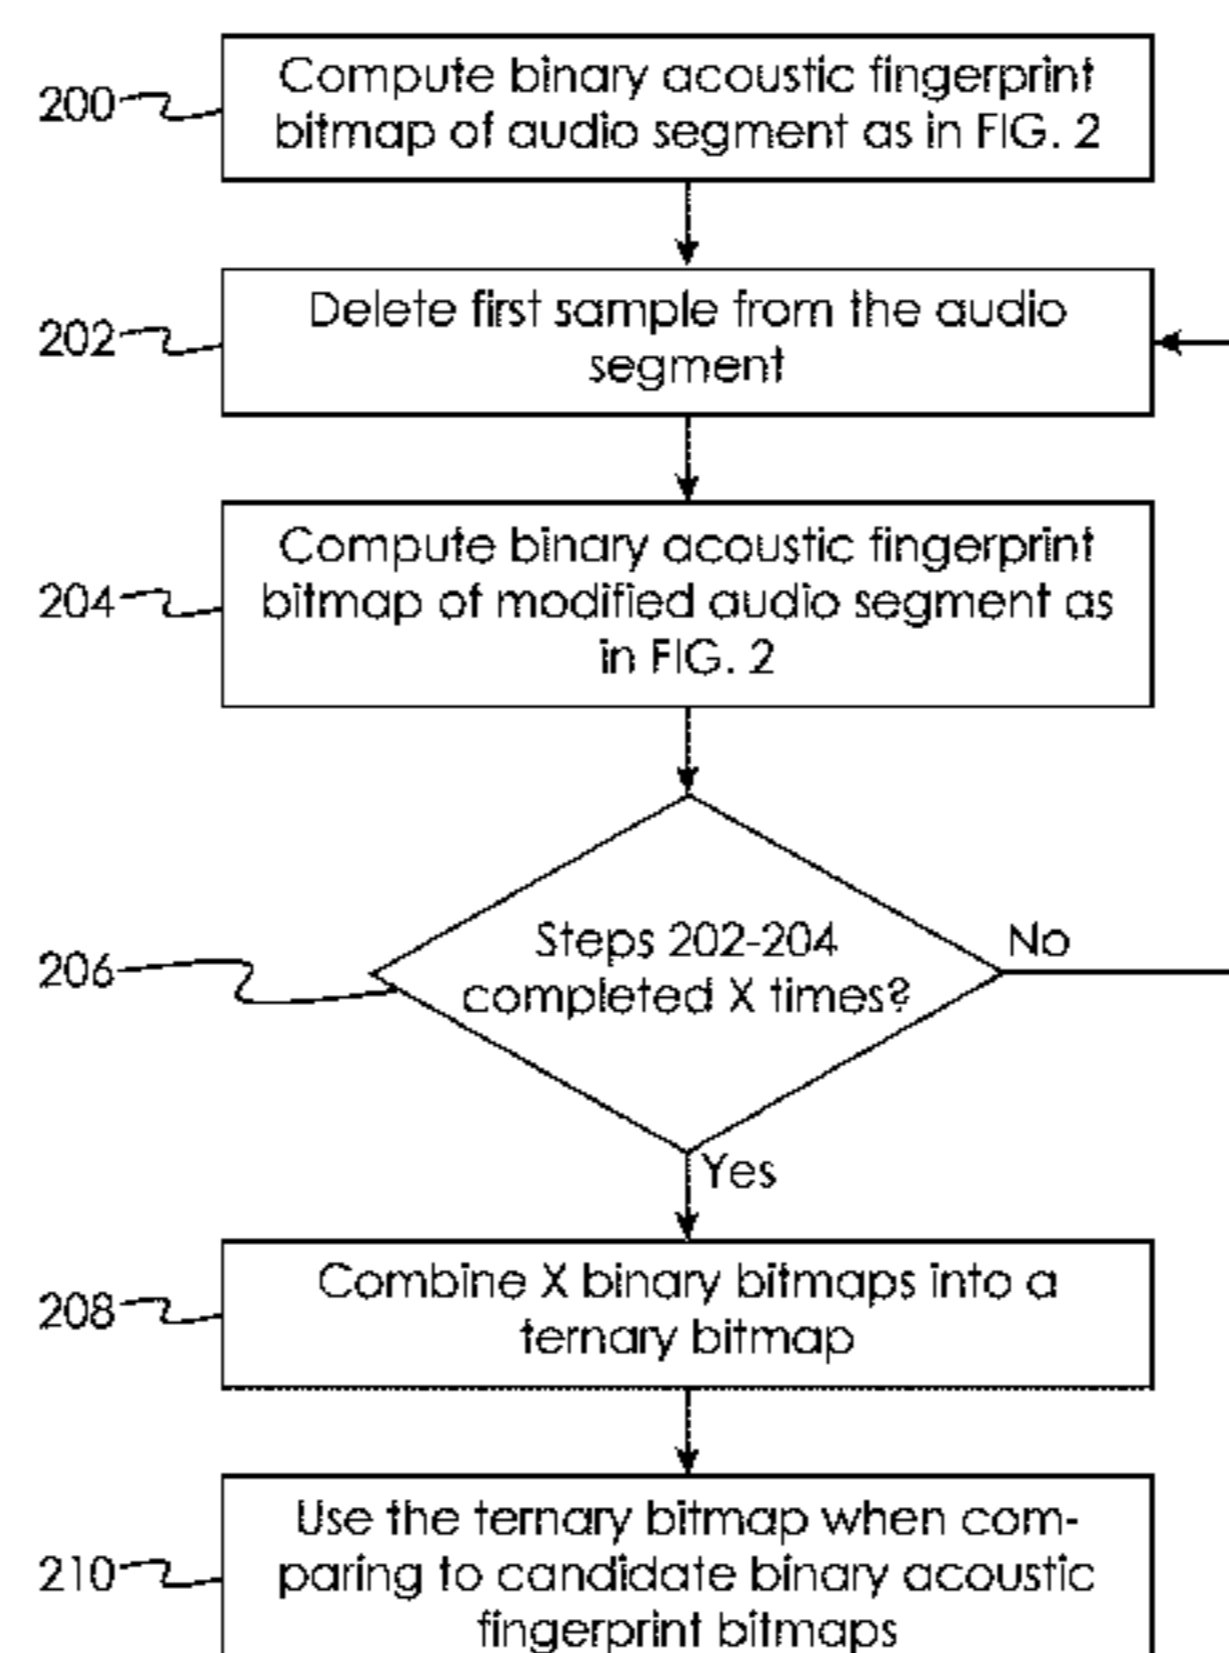 200
Compute binary acoustic fingerprint
bitmap of audio segment as in FIG. 2
202
Delete first sample from the audio
segment
204
Compute binary acoustic fingerprint
bitmap of modified audio segment as
in FIG. 2
206
Steps 202-204
completed X times?
No
Yes
208
Combine X binary bitmaps into a
ternary bitmap
210
Use the ternary bitmap when com-
paring to candidate binary acoustic
fingerprint bitmaps